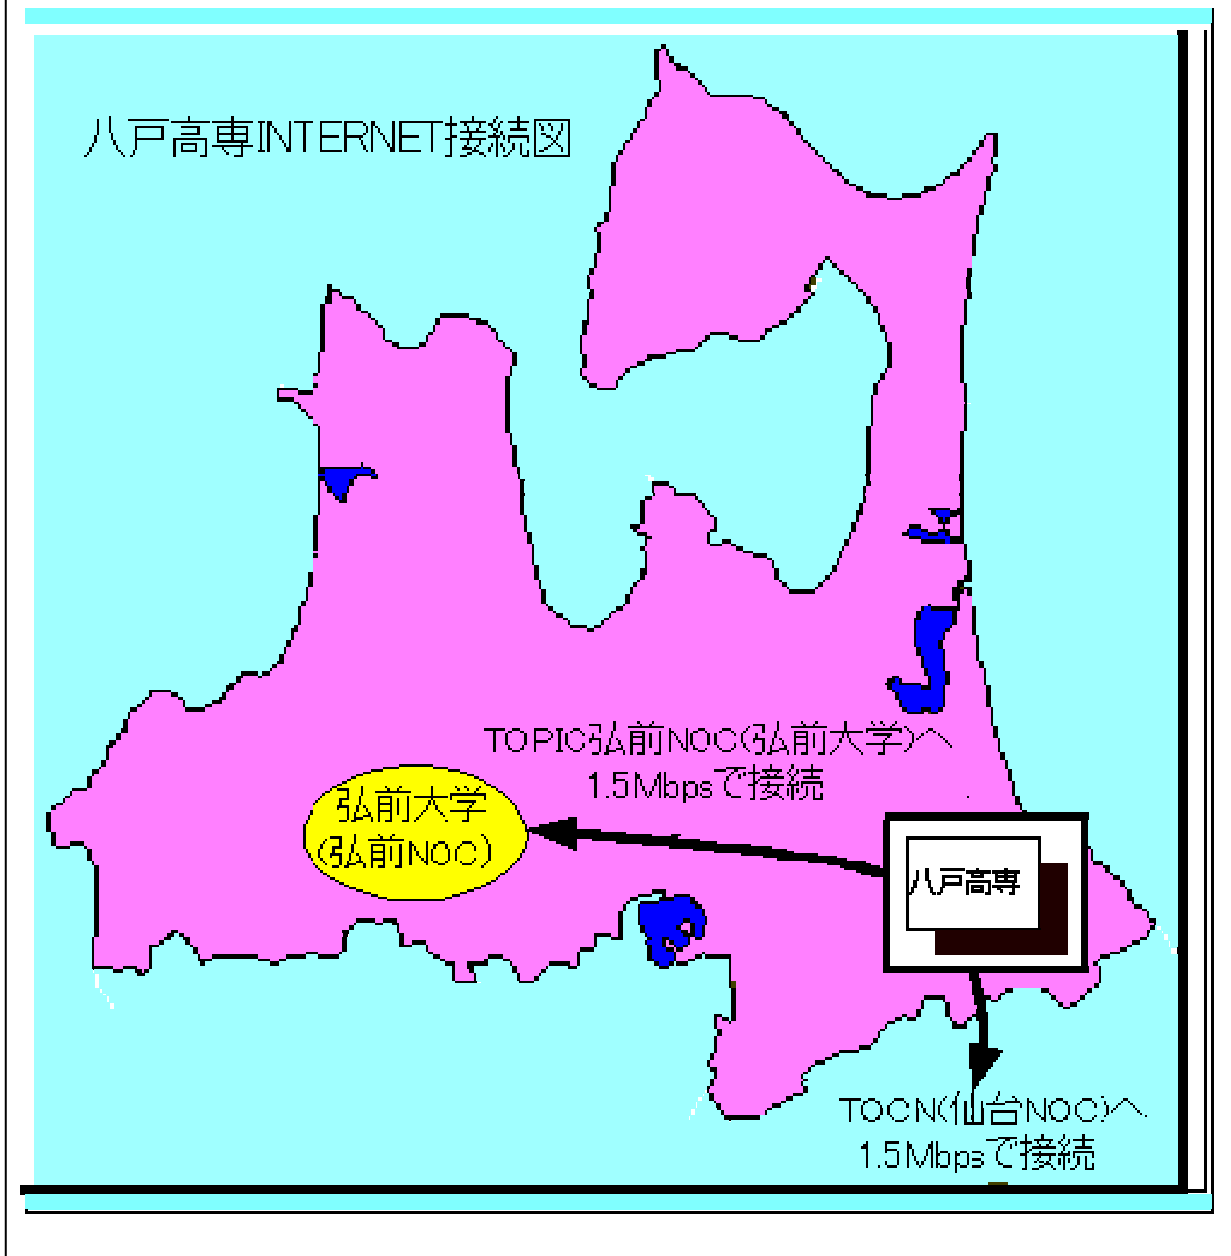 八戸高専INTERNET接続図
TOPIC弘前NOC(弘前大学)へ
1.5Mbpsで接続
弘前大学
(弘前NOC)
八戸高専
TOCN(仙台NOC)へ
1.5Mbpsで接続